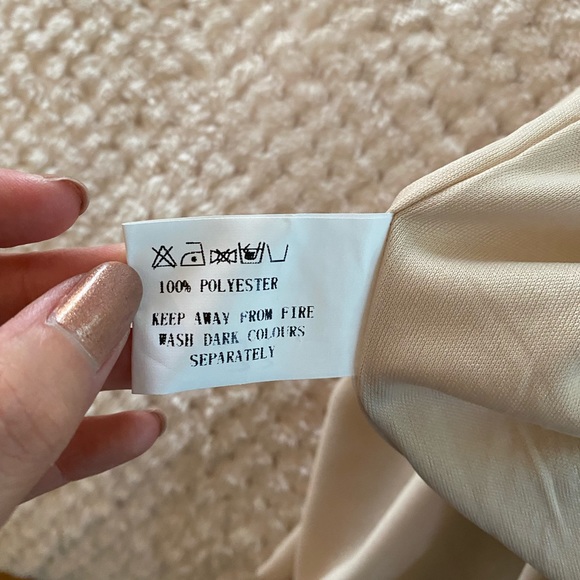 100% POLYESTER
KEEP AWAY FROM FIRE
WASH DARK COLOURS
SEPARATELY